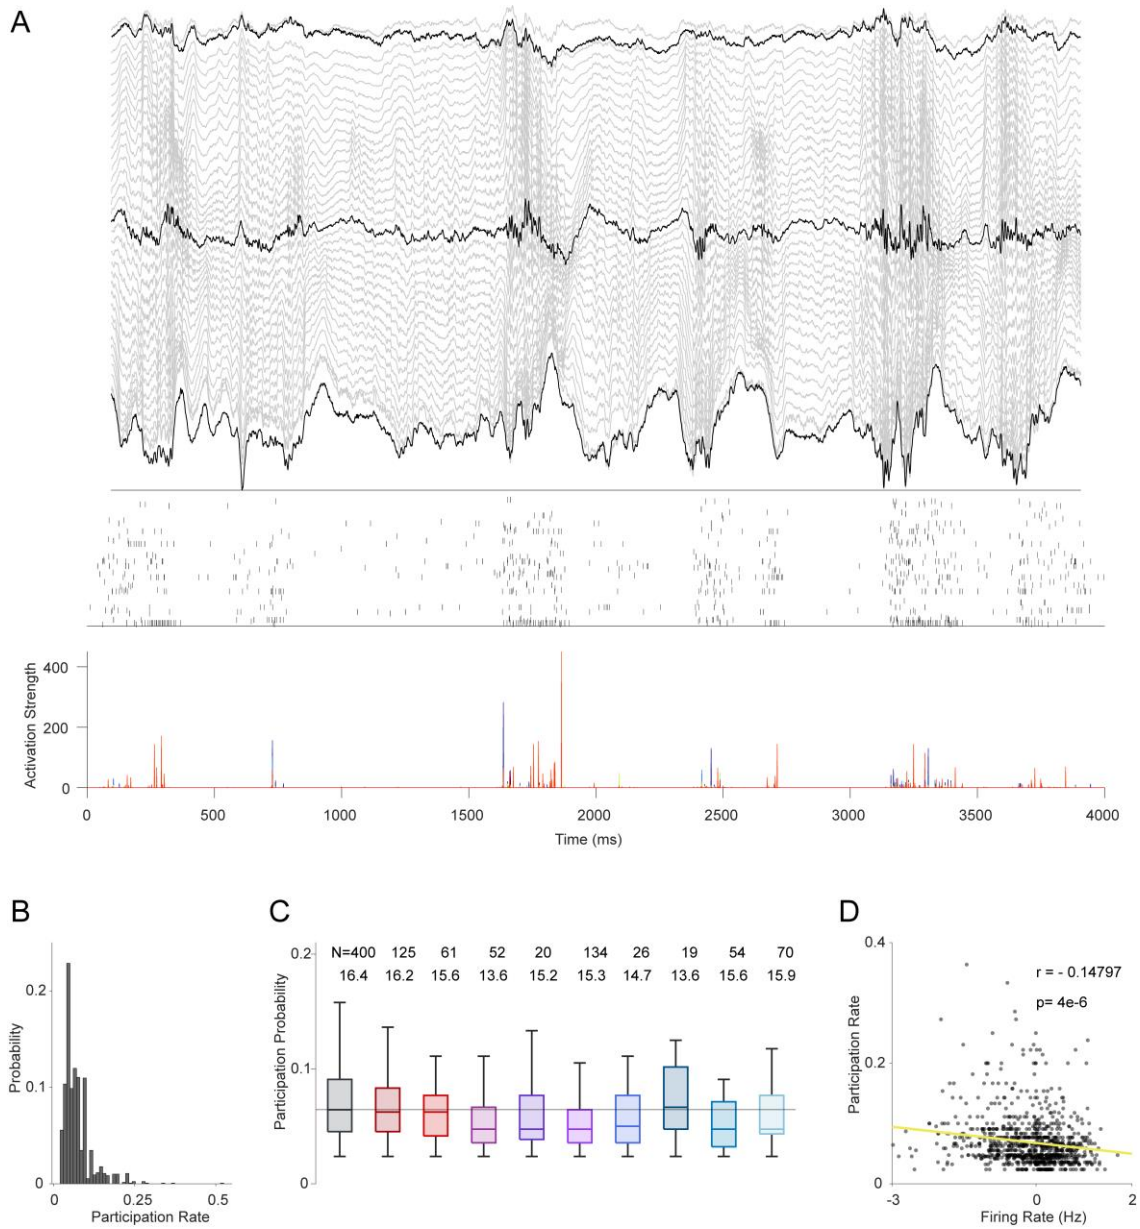 A
Activation Strength
400
200
0
0 500 1000 1500 2000 2500 3000 3500 4000
Time (ms)
B
Probability
0.2
0.1
0
0 0.25 0.5
Participation Rate
C
Participation Probability
0.2
0.1
0
N=400 125 61 52 20 134 26 19 54 70
16.4 16.2 15.6 13.6 15.2 15.3 14.7 13.6 15.6 15.9
D
Participation Rate
0.4
0.2
0
r = - 0.14797
p= 4e-6
-3 0 2
Firing Rate (Hz)